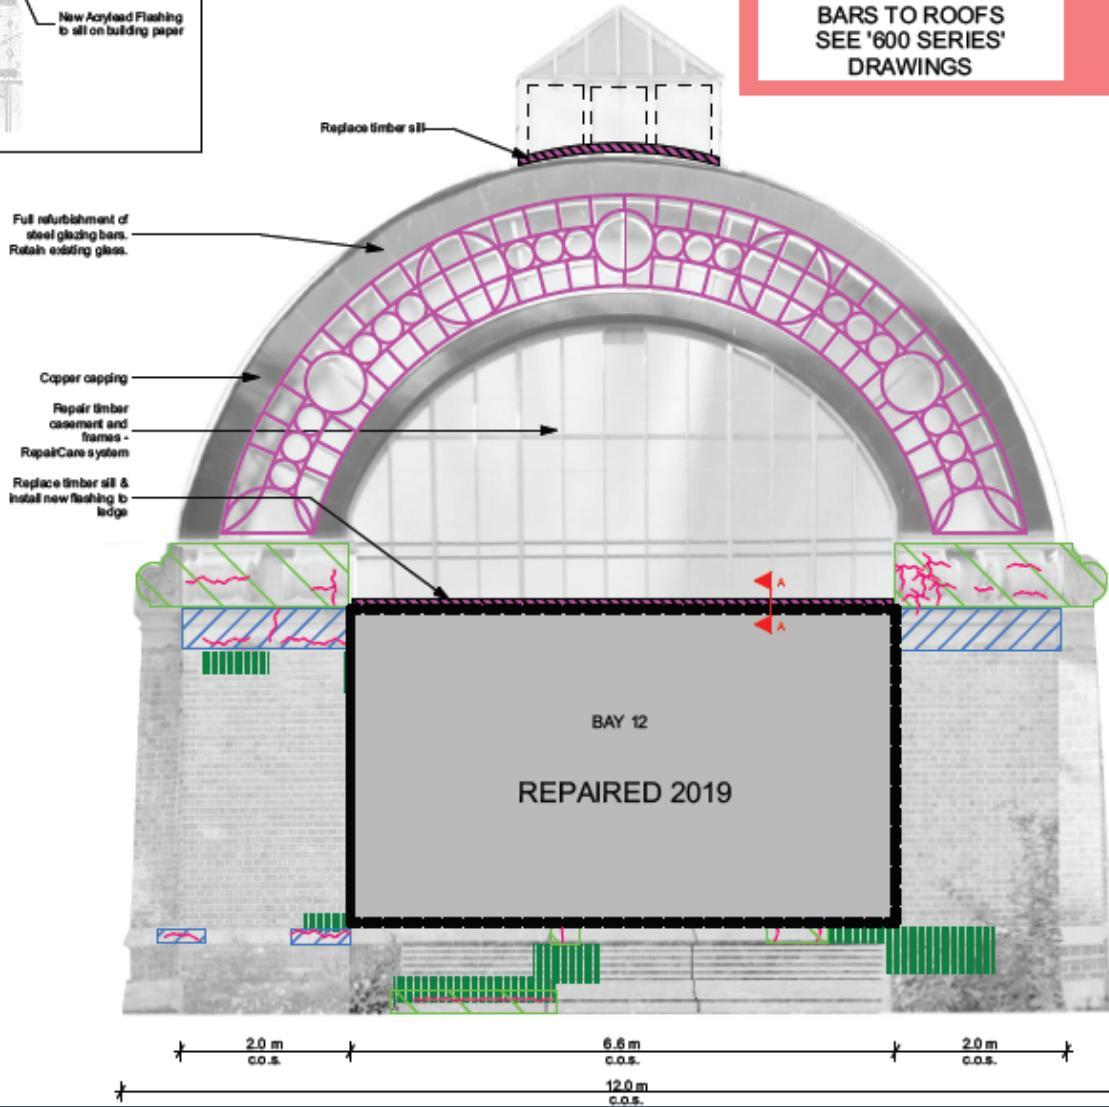 New Acrylead Flashing
to sill on building paper
BARS TO ROOFS
SEE '600 SERIES'
DRAWINGS
Replace timber sill
Full refurbishment of
steel glazing bars.
Retain existing glass.
Copper capping
Repair timber
casement and
frames -
RepairCare system
Replace timber sill &
install new flashing to
ledge
A
A
BAY 12
REPAIRED 2019
2.0 m
c.o.s.
6.6 m
c.o.s.
2.0 m
c.o.s.
12.0 m
c.o.s.